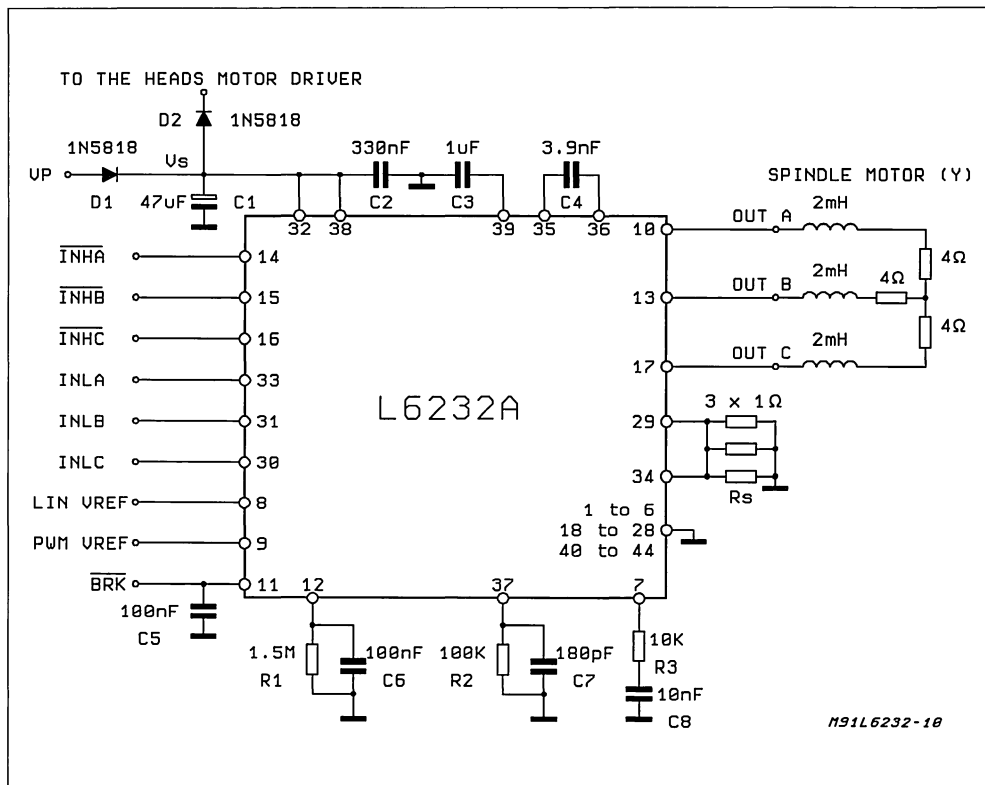 TO THE HEADS MOTOR DRIVER
D2 1N5818
1N5818
Vs
VP
D1
47uF C1
330nF
C2
1uF
C3
3.9nF
C4
SPINDLE MOTOR (Y)
32 38 39 35 36
INHA 14
INHB 15
INHC 16
INLA 33
INLB 31
INLC 30
LIN VREF 8
PWM VREF 9
BRK 11
100nF
C5
L6232A
10 OUT A 2mH
4Ω
13 OUT B 2mH 4Ω
4Ω
17 OUT C 2mH
3 x 1Ω
29
34
Rs
1 to 6
18 to 28
40 to 44
12 37 7
1.5M
R1
100nF
C6
100K
R2
180pF
C7
10K
R3
10nF
C8
M91L6232-10